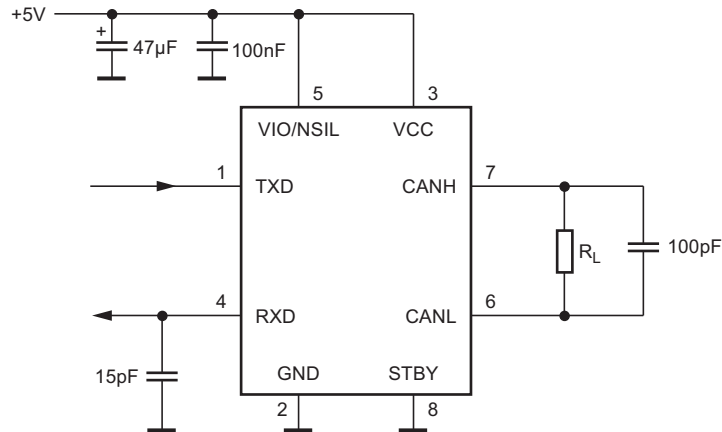 +5V
+
47µF
100nF
5
3
VIO/NSIL
VCC
1
7
TXD
CANH
RL
100pF
4
6
RXD
CANL
15pF
GND
STBY
2
8